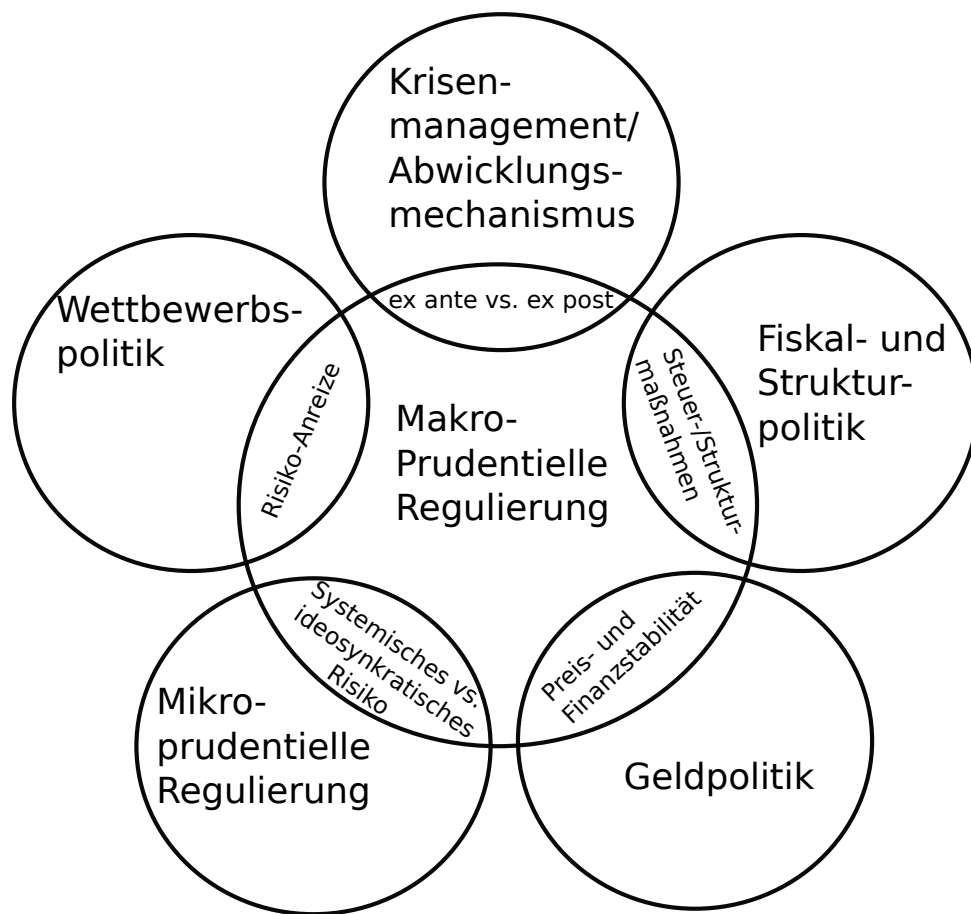 Krisen-
management/
Abwicklungs-
mechanismus
ex ante vs. ex post
Wettbewerbs-
politik
Risiko-Anreize
Fiskal- und
Struktur-
politik
Steuer-/Struktur-
maßnahmen
Makro-
Prudentielle
Regulierung
Systemisches vs.
ideosynkratisches
Risiko
Mikro-
prudentielle
Regulierung
Preis- und
Finanzstabilität
Geldpolitik